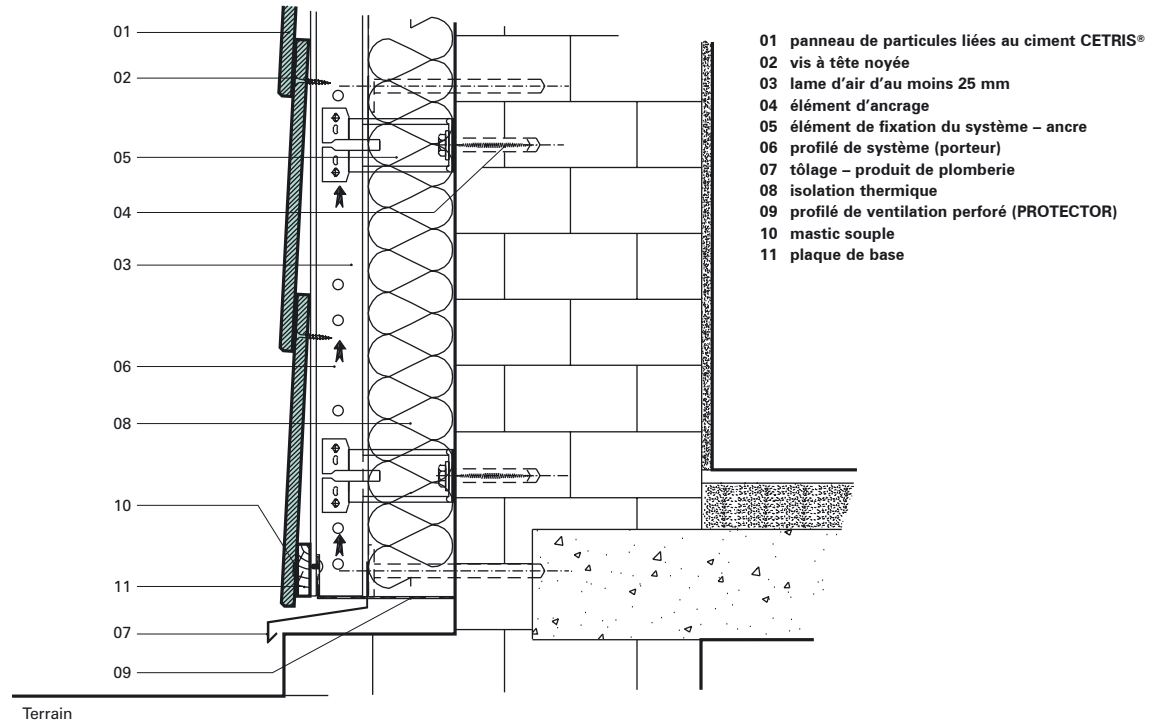 01
02
05
04
03
06
08
10
11
07
09
Terrain
01 panneau de particules liées au ciment CETRIS®
02 vis à tête noyée
03 lame d'air d'au moins 25 mm
04 élément d'ancrage
05 élément de fixation du système – ancre
06 profilé de système (porteur)
07 tôlage – produit de plomberie
08 isolation thermique
09 profilé de ventilation perforé (PROTECTOR)
10 mastic souple
11 plaque de base